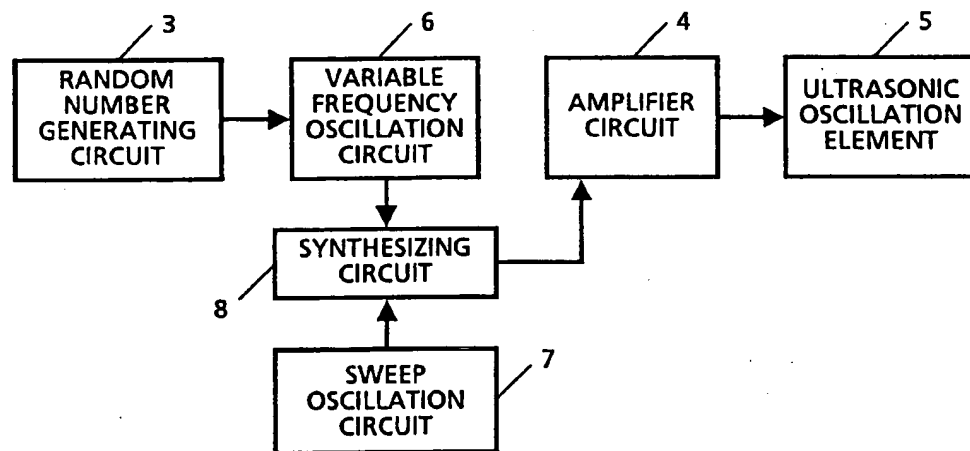 3
RANDOM
NUMBER
GENERATING
CIRCUIT
6
VARIABLE
FREQUENCY
OSCILLATION
CIRCUIT
4
AMPLIFIER
CIRCUIT
5
ULTRASONIC
OSCILLATION
ELEMENT
8
SYNTHESIZING
CIRCUIT
7
SWEEP
OSCILLATION
CIRCUIT